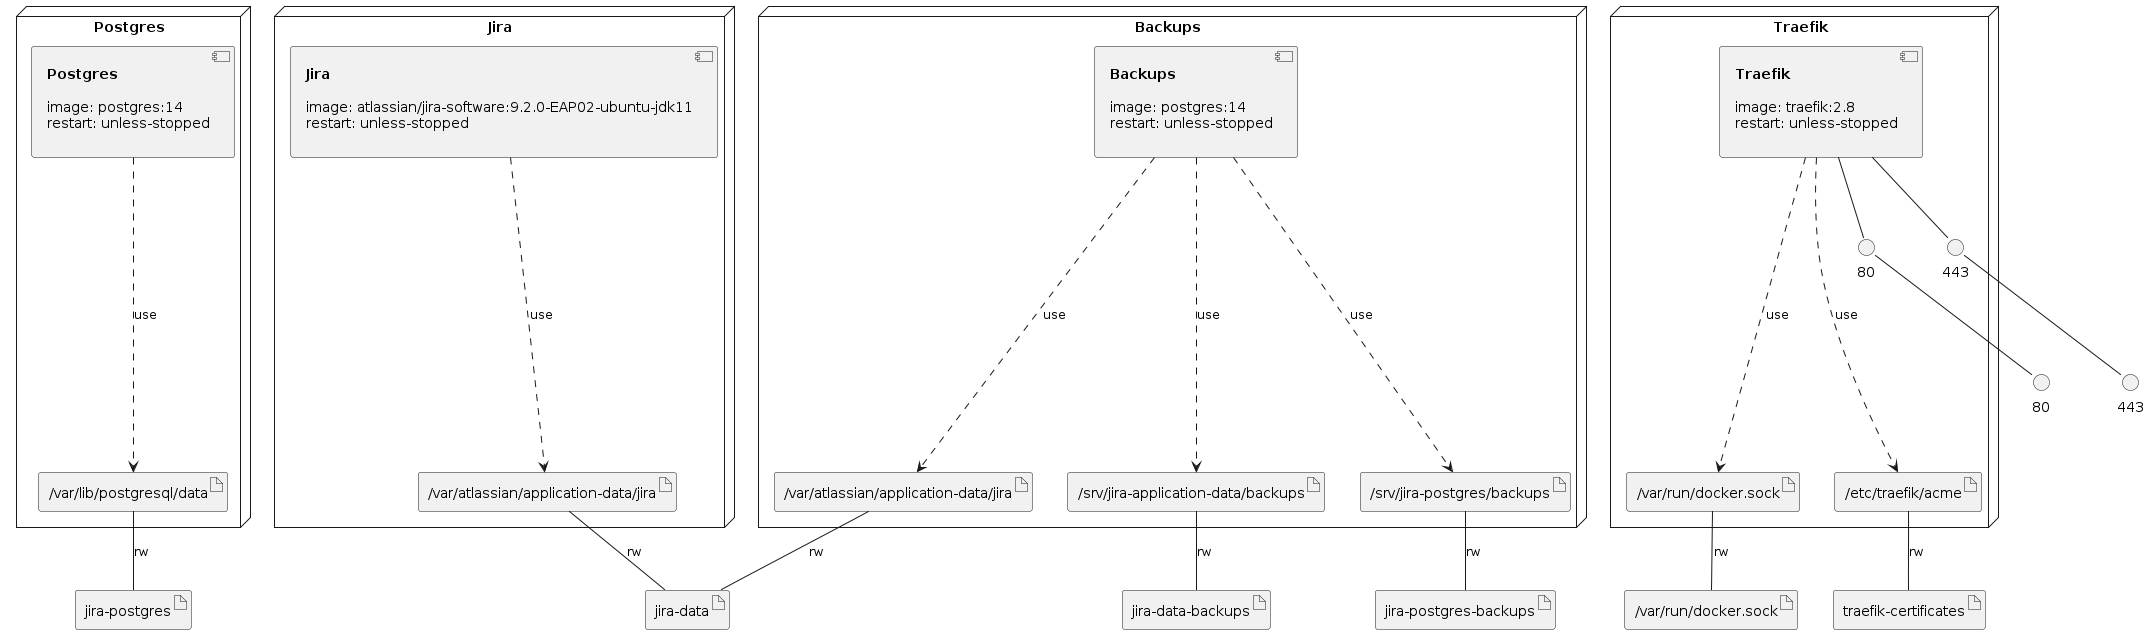 Postgres
Postgres
image: postgres:14
restart: unless-stopped
use
/var/lib/postgresql/data
rw
jira-postgres
Jira
Jira
image: atlassian/jira-software:9.2.0-EAP02-ubuntu-jdk11
restart: unless-stopped
use
/var/atlassian/application-data/jira
rw
jira-data
Backups
Backups
image: postgres:14
restart: unless-stopped
use
use
use
/var/atlassian/application-data/jira
/srv/jira-application-data/backups
/srv/jira-postgres/backups
rw
rw
rw
jira-data-backups
jira-postgres-backups
Traefik
Traefik
image: traefik:2.8
restart: unless-stopped
80
443
use
use
80
443
/var/run/docker.sock
/etc/traefik/acme
rw
rw
/var/run/docker.sock
traefik-certificates